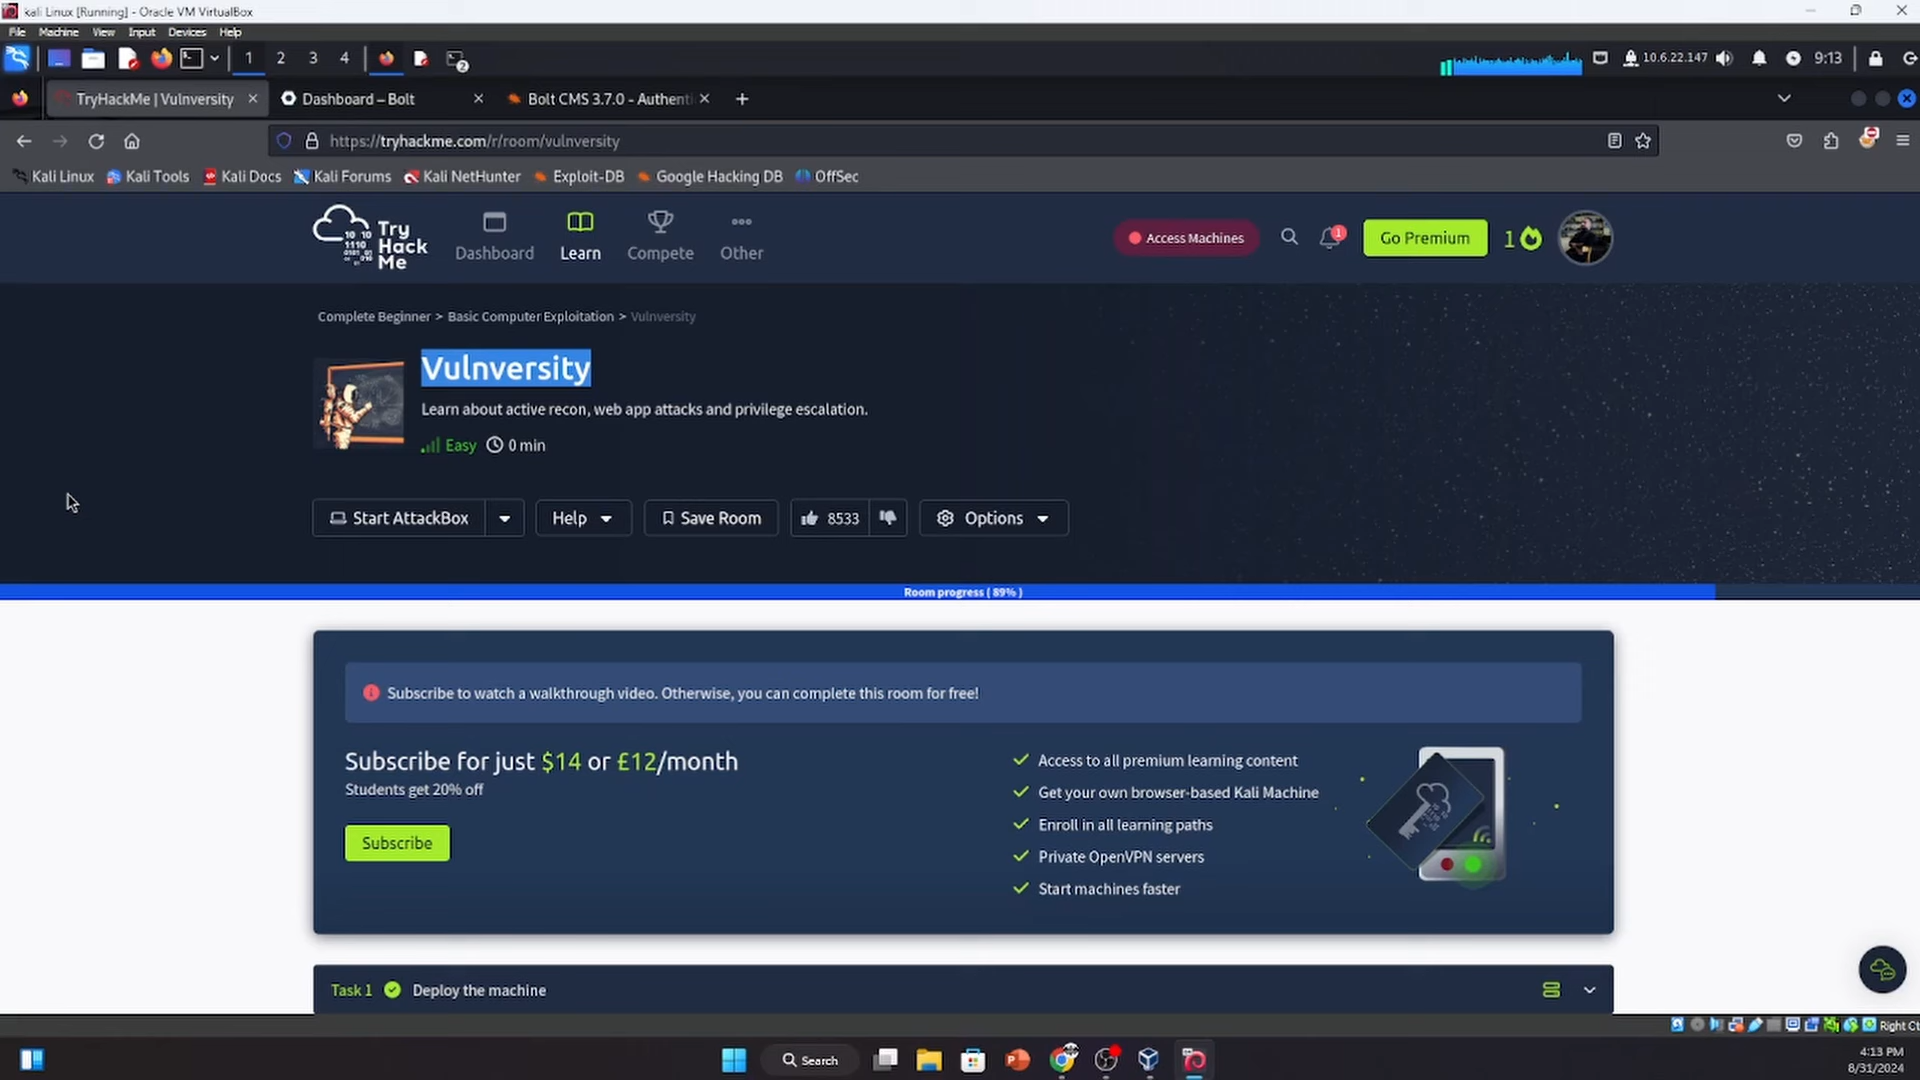 kali Linux [Running] - Oracle VM VirtualBox
File Machine View Input Devices Help
1 2 3 4
2
10.6.22.147
9:13
TryHackMe | Vulnversity
Dashboard – Bolt
Bolt CMS 3.7.0 - Authenti
https://tryhackme.com/r/room/vulnversity
Kali Linux Kali Tools Kali Docs Kali Forums Kali NetHunter Exploit-DB Google Hacking DB OffSec
Try
Hack
Me
Dashboard
Learn
Compete
Other
Access Machines
1
Go Premium
1
Complete Beginner > Basic Computer Exploitation > Vulnversity
Vulnversity
Learn about active recon, web app attacks and privilege escalation.
Easy 0 min
Start AttackBox
Help
Save Room
8533
Options
Room progress ( 89% )
Subscribe to watch a walkthrough video. Otherwise, you can complete this room for free!
Subscribe for just $14 or £12/month
Students get 20% off
Subscribe
Access to all premium learning content
Get your own browser-based Kali Machine
Enroll in all learning paths
Private OpenVPN servers
Start machines faster
Task 1 Deploy the machine
Right Ct
Search
4:13 PM
8/31/2024